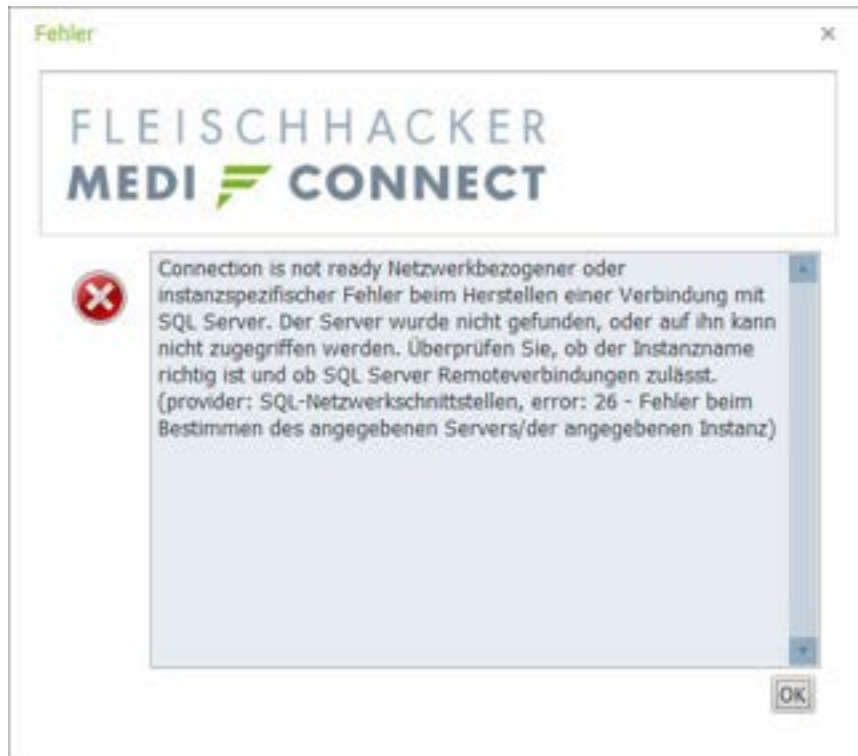 Fehler
FLEISCHHACKER
MEDI CONNECT
Connection is not ready Netzwerkbezogener oder
instanzspezifischer Fehler beim Herstellen einer Verbindung mit
SQL Server. Der Server wurde nicht gefunden, oder auf ihn kann
nicht zugegriffen werden. Überprüfen Sie, ob der Instanzname
richtig ist und ob SQL Server Remoteverbindungen zulässt.
(provider: SQL-Netzwerkschnittstellen, error: 26 - Fehler beim
Bestimmen des angegebenen Servers/der angegebenen Instanz)
OK